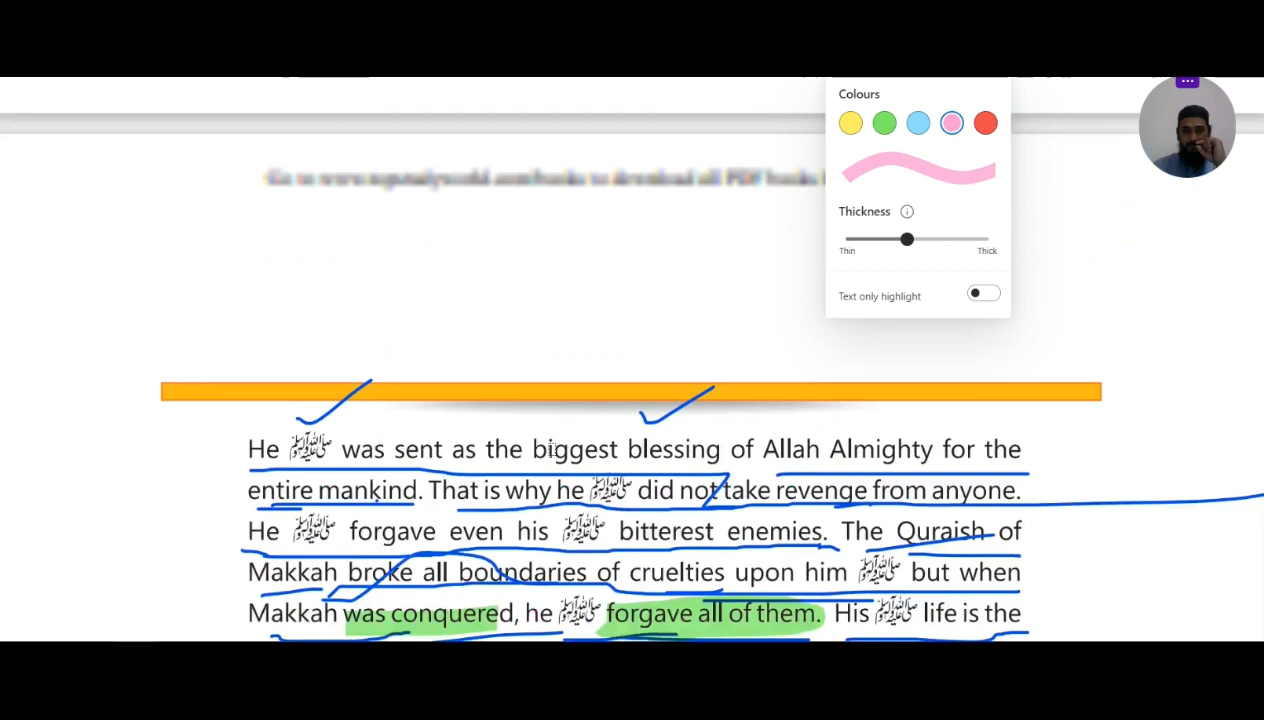 Colours
Thickness
Thin Thick
Text only highlight
He ﷺ was sent as the biggest blessing of Allah Almighty for the
entire mankind. That is why he ﷺ did not take revenge from anyone.
He ﷺ forgave even his ﷺ bitterest enemies. The Quraish of
Makkah broke all boundaries of cruelties upon him ﷺ but when
Makkah was conquered, he ﷺ forgave all of them. His ﷺ life is the